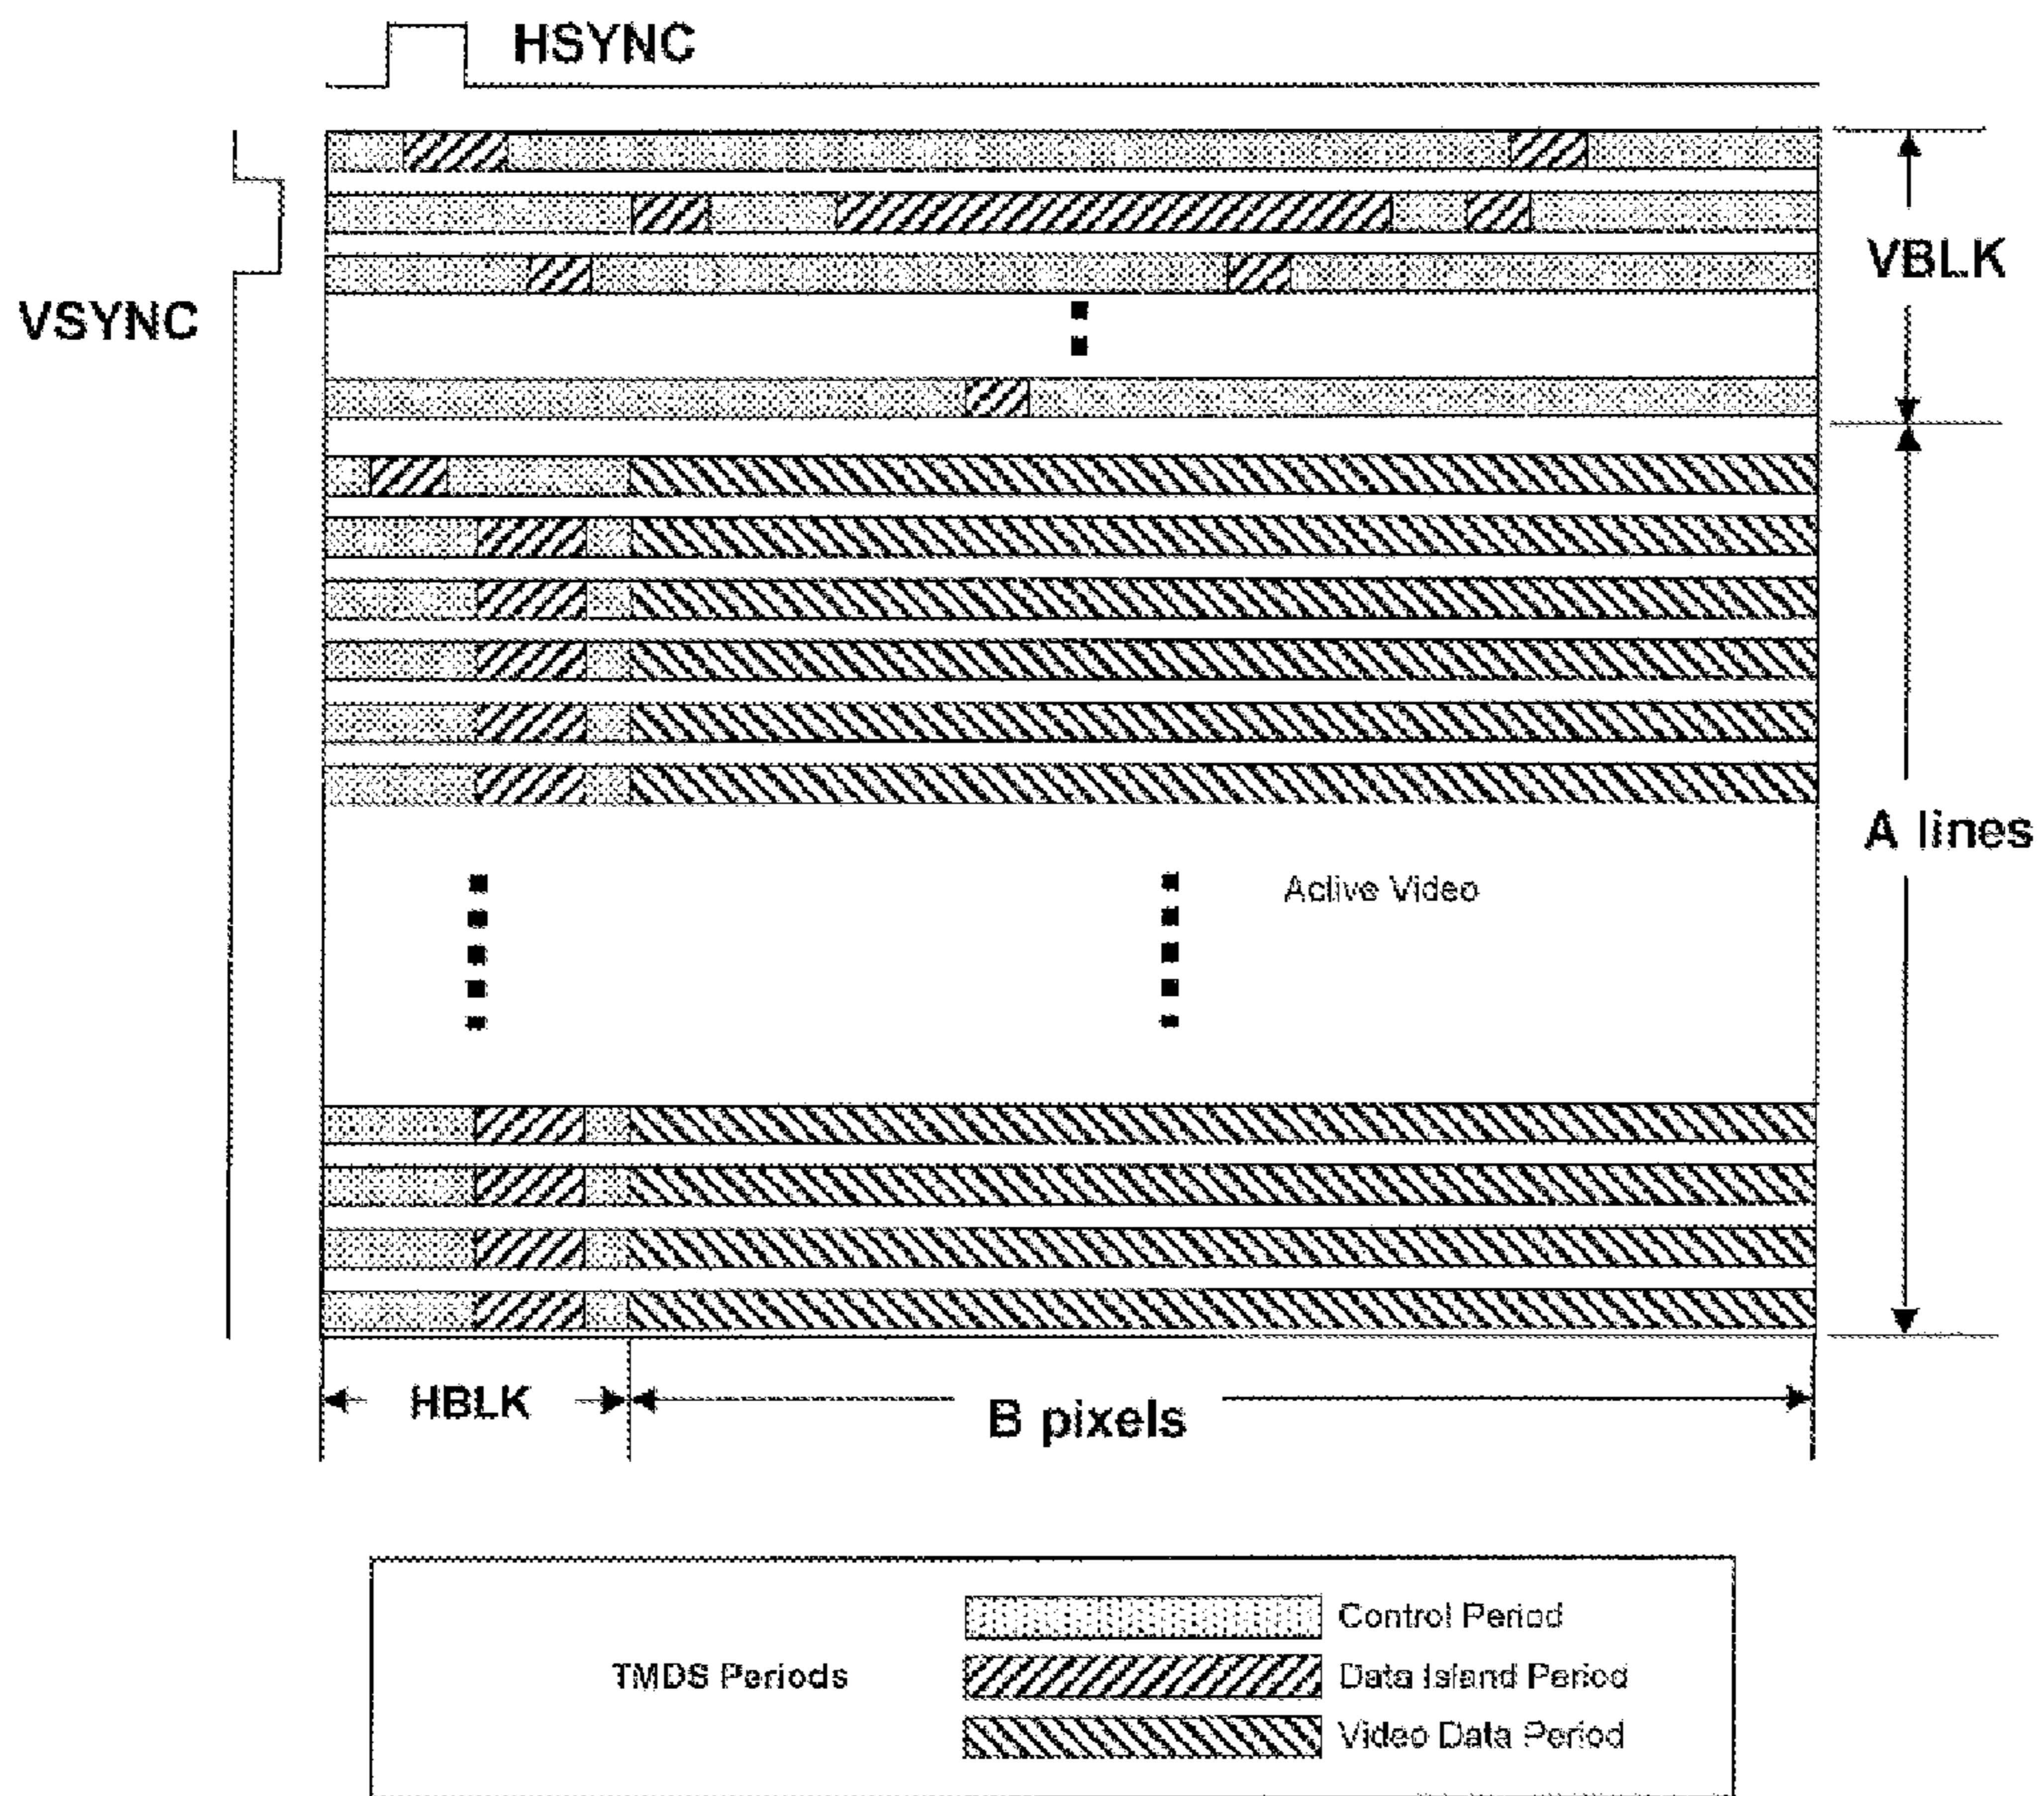 HSYNC
VSYNC
VBLK
A lines
Active Video
HBLK
B pixels
TMDS Periods
Control Period
Data Island Period
Video Data Period